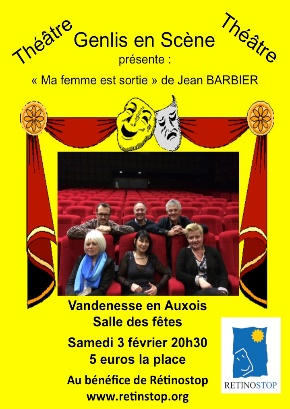 Théâtre
Théâtre
Genlis en Scène
présente :
« Ma femme est sortie » de Jean BARBIER
Vandenesse en Auxois
Salle des fêtes
Samedi 3 février 20h30
5 euros la place
Au bénéfice de Rétinostop
www.retinstop.org
RETINOSTOP